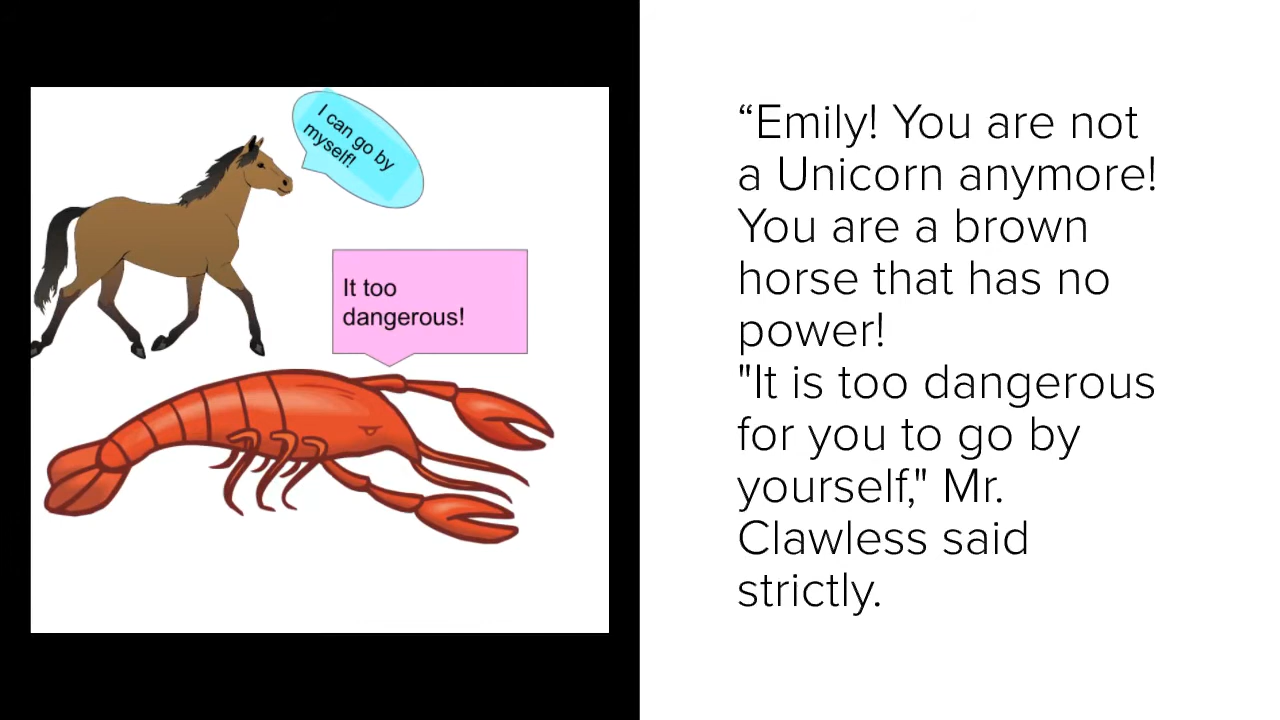 I can go by
myself!
It too
dangerous!
“Emily! You are not
a Unicorn anymore!
You are a brown
horse that has no
power!
"It is too dangerous
for you to go by
yourself," Mr.
Clawless said
strictly.